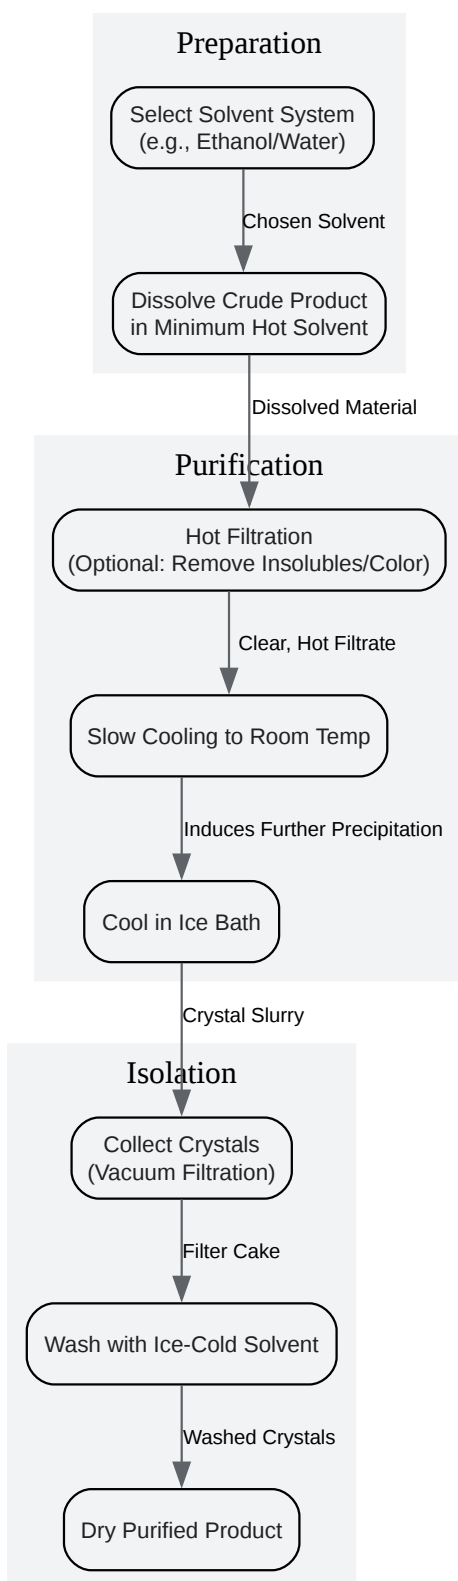 Preparation
Select Solvent System
(e.g., Ethanol/Water)
Chosen Solvent
Dissolve Crude Product
in Minimum Hot Solvent
Dissolved Material
Purification
Hot Filtration
(Optional: Remove Insolubles/Color)
Clear, Hot Filtrate
Slow Cooling to Room Temp
Induces Further Precipitation
Cool in Ice Bath
Crystal Slurry
Isolation
Collect Crystals
(Vacuum Filtration)
Filter Cake
Wash with Ice-Cold Solvent
Washed Crystals
Dry Purified Product